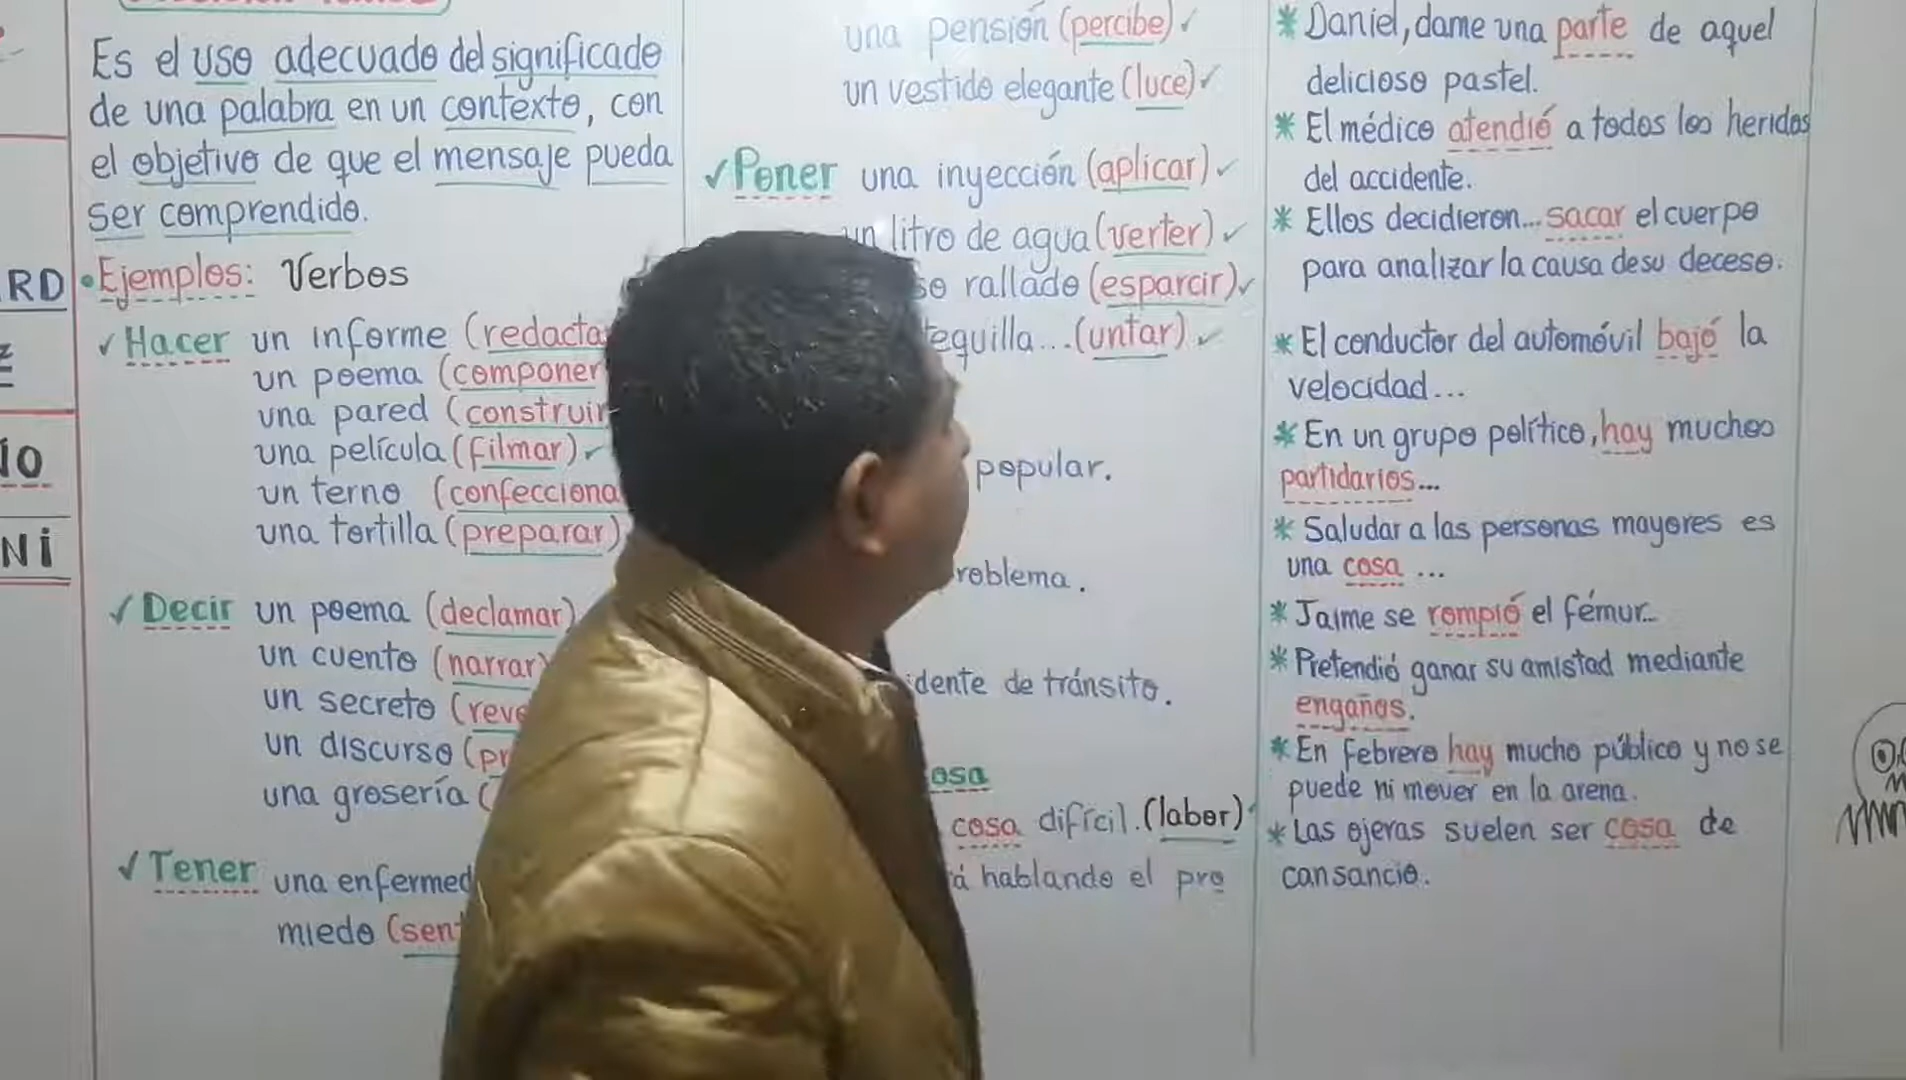 Es el uso adecuado del significado
de una palabra en un contexto, con
el objetivo de que el mensaje pueda
ser comprendido.
•Ejemplos: Verbos
✓Hacer un informe (redacta
un poema (componer
una pared (construir
una película (filmar)✓
un terno (confecciona
una tortilla (preparar)
✓Decir un poema (declamar)
un cuento (narrar)
un secreto (reve
un discurso (pr
una grosería (
✓Tener una enfermed
miedo (sent
una pensión (percibe)✓
un vestido elegante (luce)✓
✓Poner una inyección (aplicar)✓
un litro de agua (verter)✓
so rallado (esparcir)✓
tequilla...(untar)✓
popular.
roblema.
idente de tránsito.
osa
cosa difícil. (labor)✓
á hablando el pro
* Daniel, dame una parte de aquel
delicioso pastel.
* El médico atendió a todos los heridos
del accidente.
* Ellos decidieron... sacar el cuerpo
para analizar la causa de su deceso.
* El conductor del automóvil bajó la
velocidad...
* En un grupo político, hay muchos
partidarios...
* Saludar a las personas mayores es
una cosa ...
* Jaime se rompió el fémur...
* Pretendió ganar su amistad mediante
engaños.
* En febrero hay mucho público y no se
puede ni mover en la arena.
* Las ojeras suelen ser cosa de
cansancio.
RD
NI